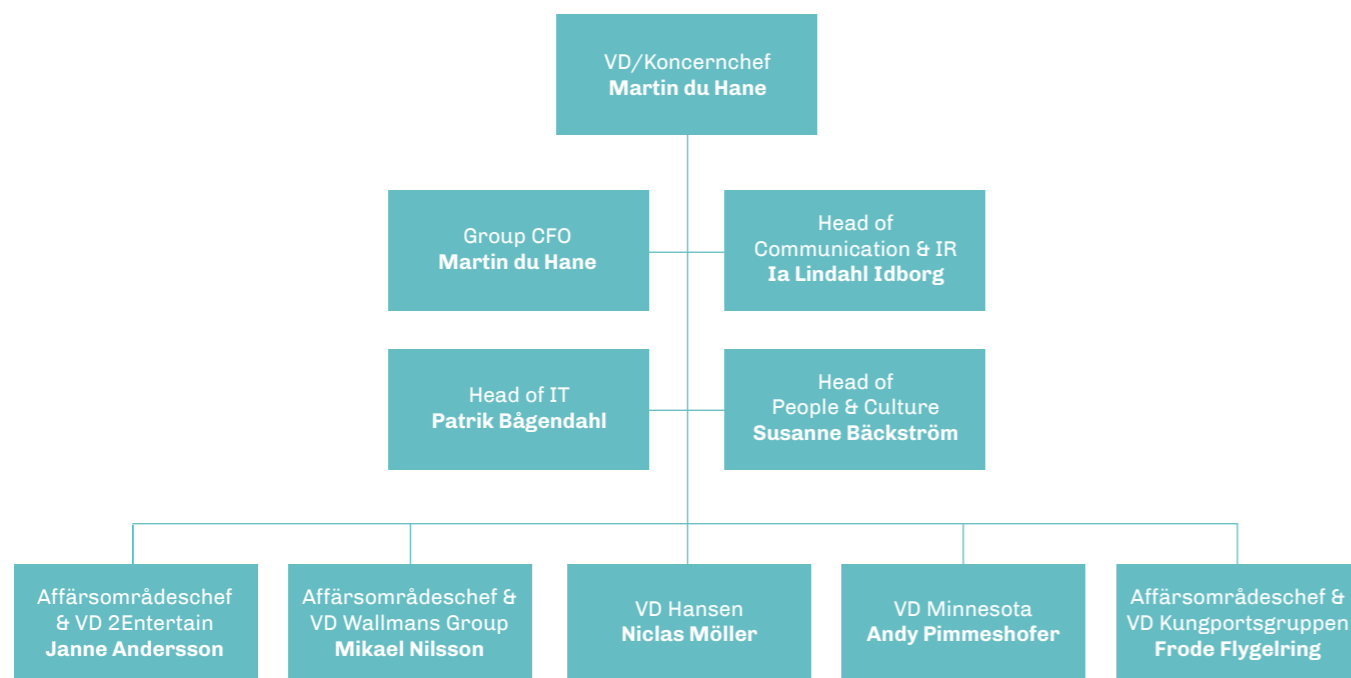 VD/Koncernchef
Martin du Hane
Group CFO
Martin du Hane
Head of
Communication & IR
Ia Lindahl Idborg
Head of IT
Patrik Bågendahl
Head of
People & Culture
Susanne Bäckström
Affärsområdeschef
& VD 2Entertain
Janne Andersson
Affärsområdeschef &
VD Wallmans Group
Mikael Nilsson
VD Hansen
Niclas Möller
VD Minnesota
Andy Pimmeshofer
Affärsområdeschef &
VD Kungportsgruppen
Frode Flygelring